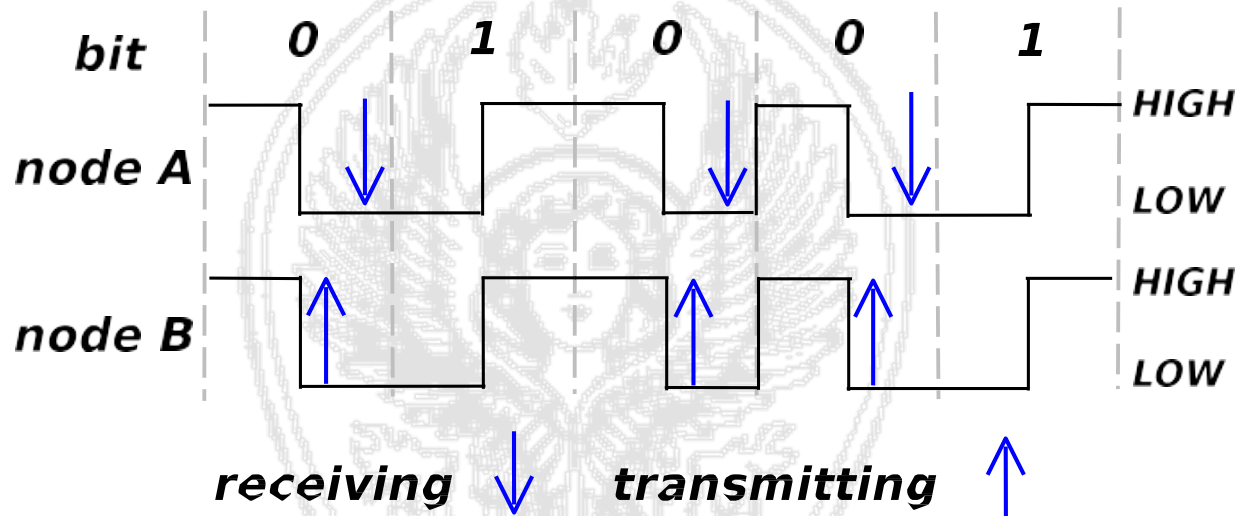 bit 0 1 0 0 1
node A HIGH
LOW
node B HIGH
LOW
receiving transmitting